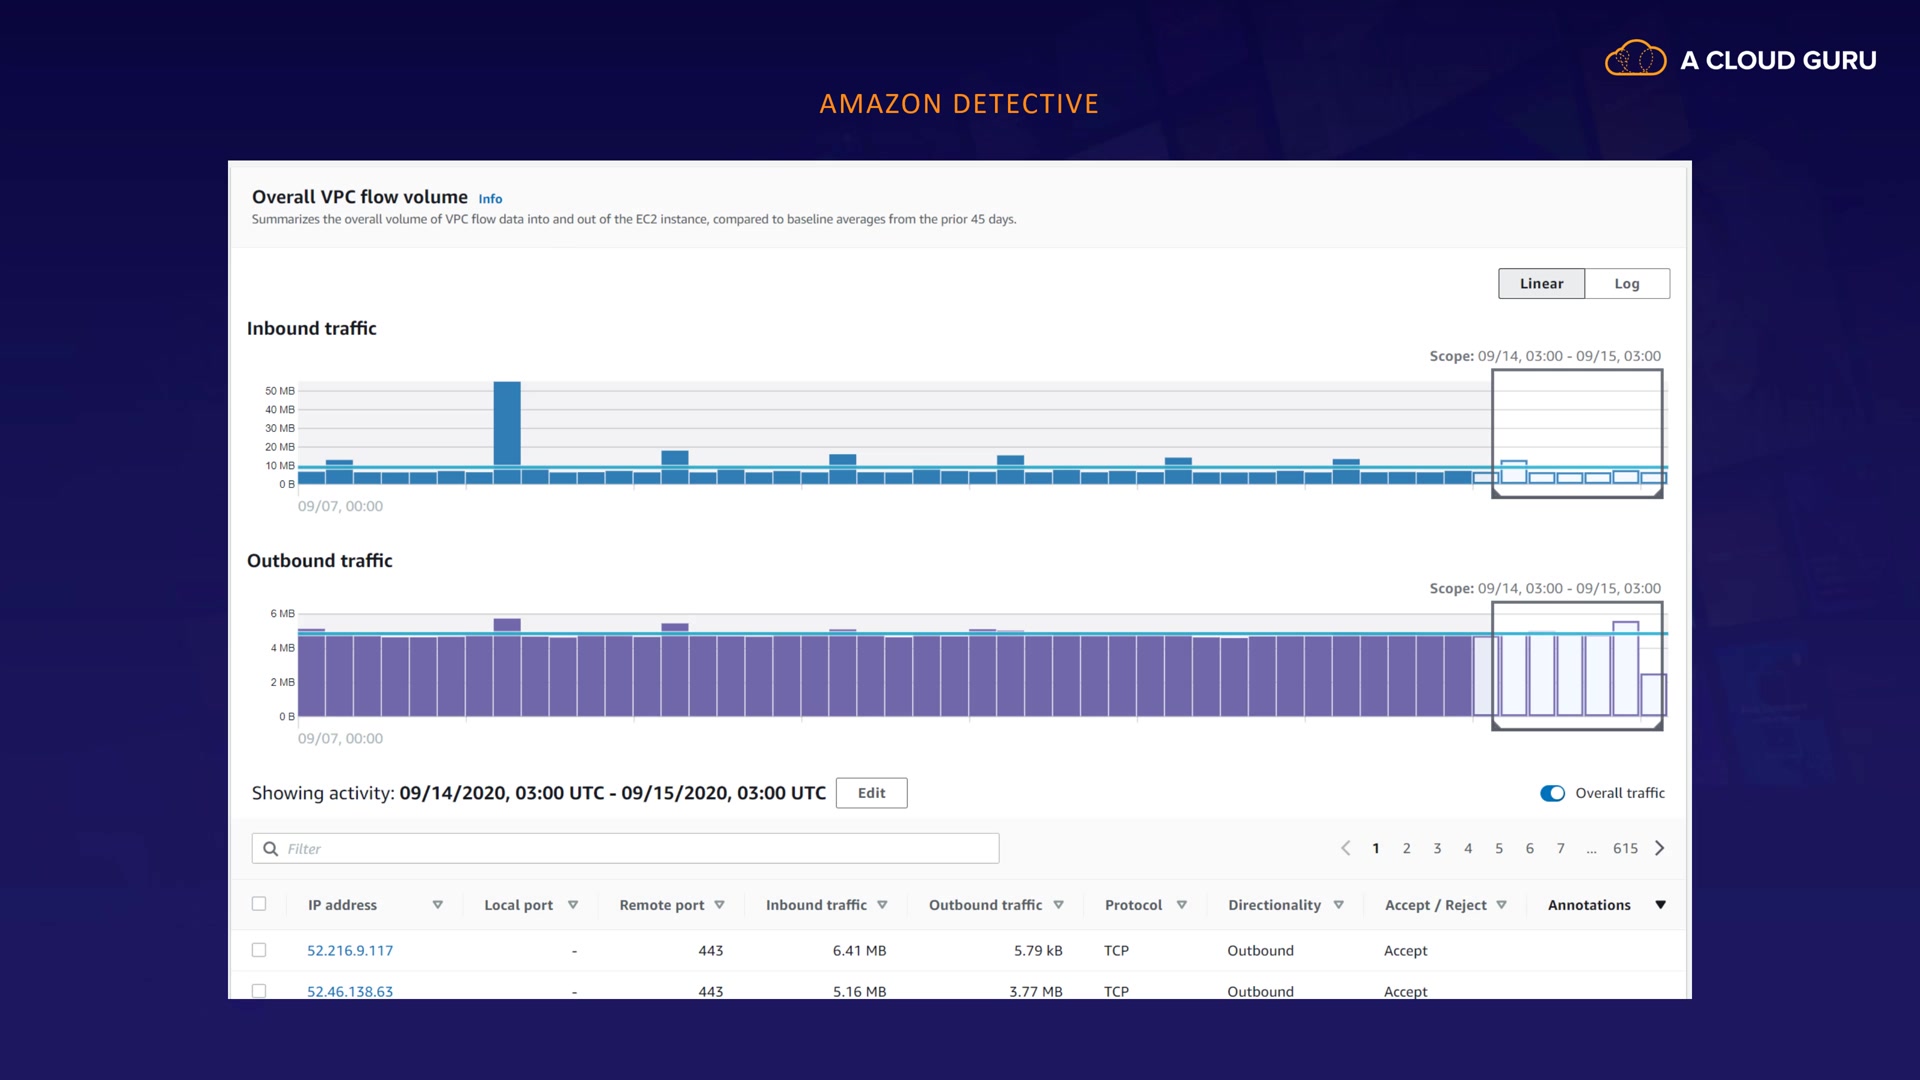 A CLOUD GURU
AMAZON DETECTIVE
Overall VPC flow volume Info
Summarizes the overall volume of VPC flow data into and out of the EC2 instance, compared to baseline averages from the prior 45 days.
Linear Log
Inbound traffic
Scope: 09/14, 03:00 - 09/15, 03:00
50 MB
40 MB
30 MB
20 MB
10 MB
0 B
09/07, 00:00
Outbound traffic
Scope: 09/14, 03:00 - 09/15, 03:00
6 MB
4 MB
2 MB
0 B
09/07, 00:00
Showing activity: 09/14/2020, 03:00 UTC - 09/15/2020, 03:00 UTC Edit Overall traffic
Filter 1 2 3 4 5 6 7 ... 615
IP address Local port Remote port Inbound traffic Outbound traffic Protocol Directionality Accept / Reject Annotations
52.216.9.117 - 443 6.41 MB 5.79 kB TCP Outbound Accept
52.46.138.63 - 443 5.16 MB 3.77 MB TCP Outbound Accept